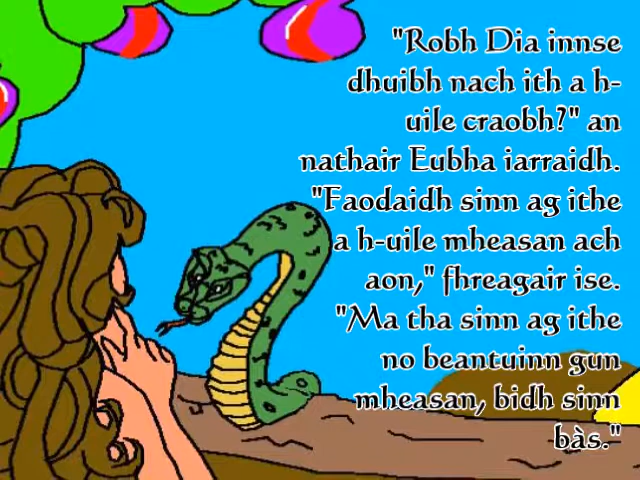 "Robh Dia innse
dhuibh nach ith a h-
uile craobh?" an
nathair Eubha iarraidh.
"Faodaidh sinn ag ithe
a h-uile mheasan ach
aon," fhreagair ise.
"Ma tha sinn ag ithe
no beantuinn gun
mheasan, bidh sinn
bàs."